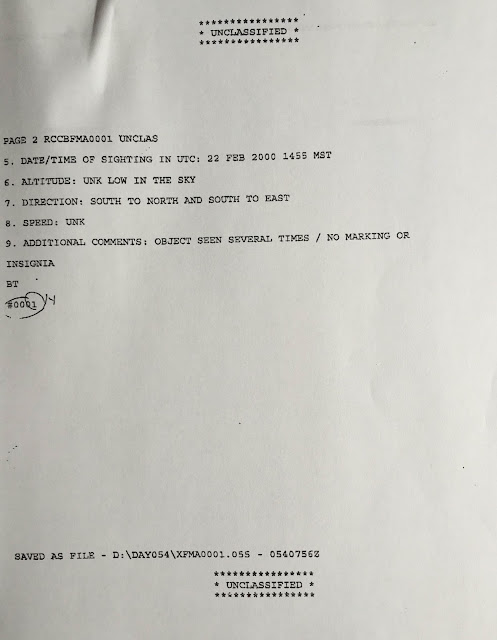 ****************
* UNCLASSIFIED *
****************
PAGE 2 RCCBFMA0001 UNCLAS
5. DATE/TIME OF SIGHTING IN UTC: 22 FEB 2000 1455 MST
6. ALTITUDE: UNK LOW IN THE SKY
7. DIRECTION: SOUTH TO NORTH AND SOUTH TO EAST
8. SPEED: UNK
9. ADDITIONAL COMMENTS: OBJECT SEEN SEVERAL TIMES / NO MARKING OR
INSIGNIA
BT
#0001
SAVED AS FILE - D:\DAY054\XFMA0001.055 - 0540756Z
****************
* UNCLASSIFIED *
****************